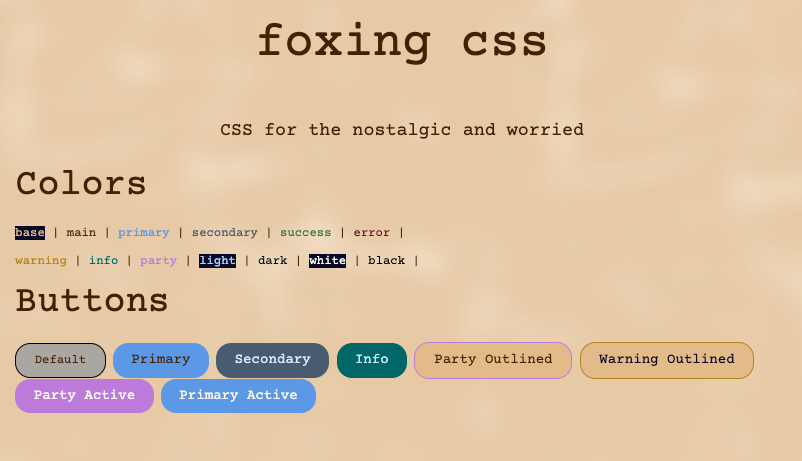 foxing css
CSS for the nostalgic and worried
Colors
base | main | primary | secondary | success | error |
warning | info | party | light | dark | white | black |
Buttons
Default Primary Secondary Info Party Outlined Warning Outlined
Party Active Primary Active